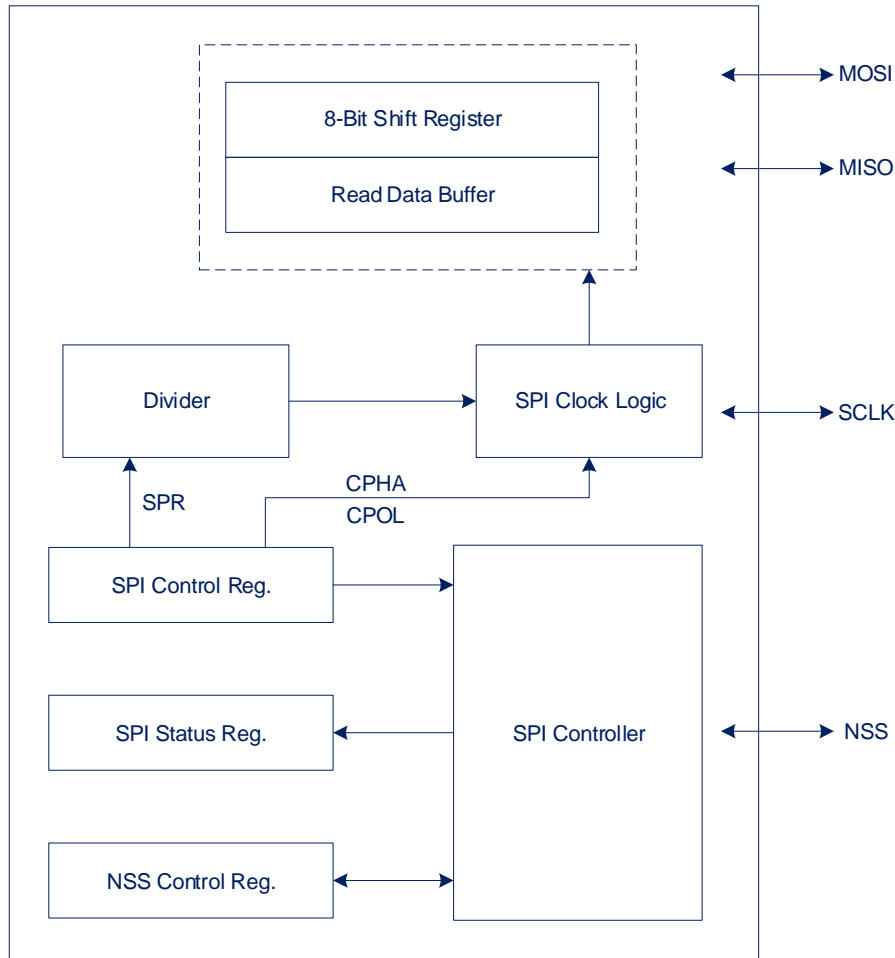 MOSI
8-Bit Shift Register
MISO
Read Data Buffer
Divider
SPI Clock Logic
SCLK
CPHA
SPR
CPOL
SPI Control Reg.
SPI Status Reg.
SPI Controller
NSS
NSS Control Reg.